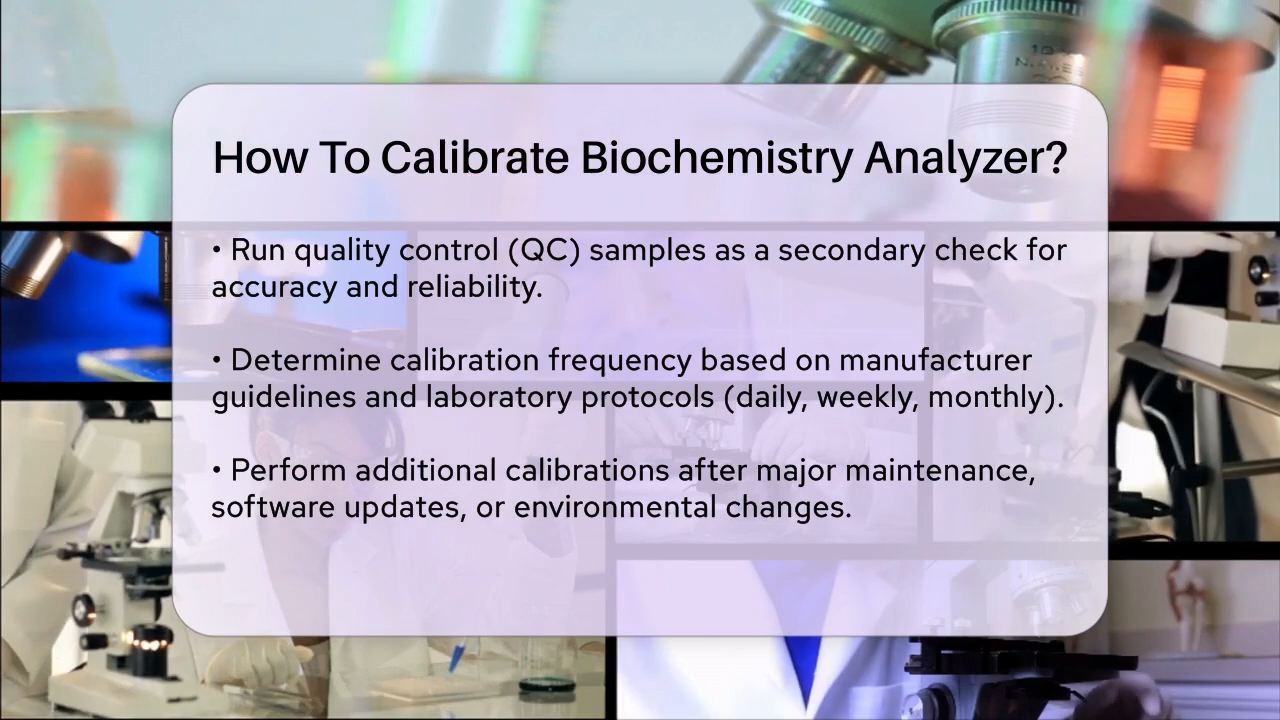 How To Calibrate Biochemistry Analyzer?
• Run quality control (QC) samples as a secondary check for
accuracy and reliability.
• Determine calibration frequency based on manufacturer
guidelines and laboratory protocols (daily, weekly, monthly).
• Perform additional calibrations after major maintenance,
software updates, or environmental changes.